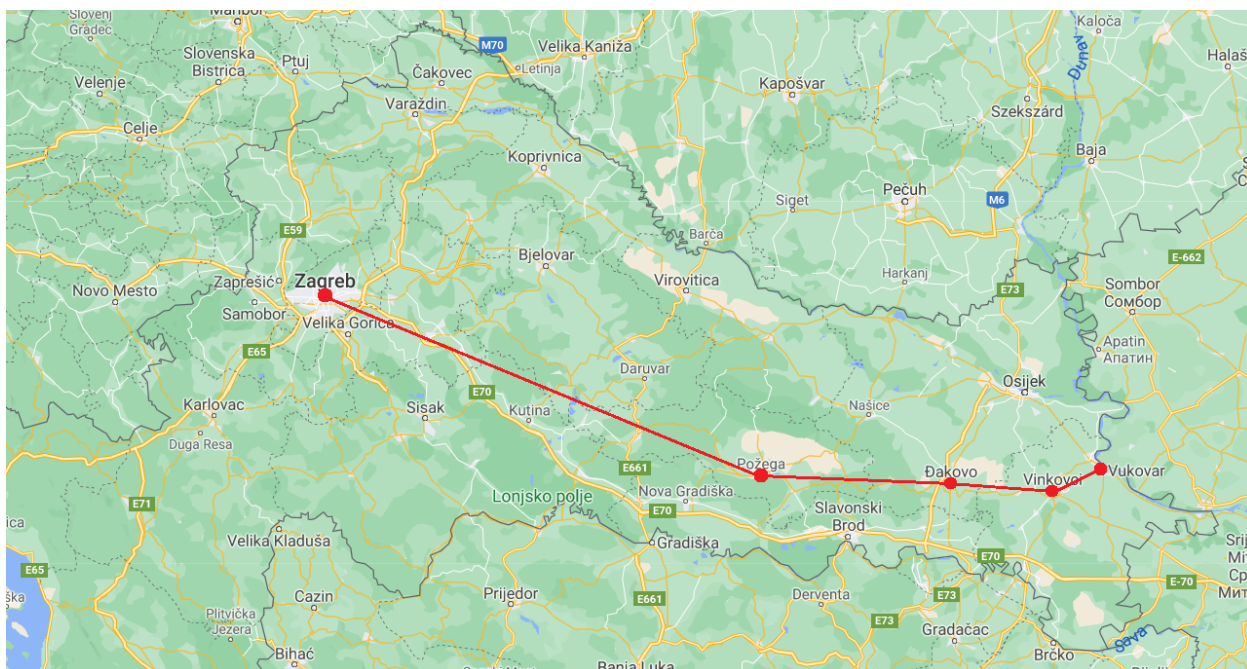 Slovenj
Gradec
Maribor
Kaloča
M70
Velika Kaniža
Dunav
Slovenska
Bistrica
Ptuj
Letinja
Halaš
Velenje
Čakovec
Kapošvar
Varaždin
Szekszárd
Celje
Koprivnica
Baja
Pečuh
Siget
M6
E59
Barča
Bjelovar
E-662
Zagreb
Zaprešić
Virovitica
Harkanj
Novo Mesto
E73
Sombor
Сомбор
Samobor
Velika Gorica
E65
Apatin
Апатин
Daruvar
Osijek
E70
Karlovac
Sisak
Kutina
Našice
Duga Resa
Požega
E661
Đakovo
Vinkovci
Vukovar
Lonjsko polje
Nova Gradiška
E71
E70
Slavonski
Brod
Velika Kladuša
Gradiška
E70
E65
E-70
Cazin
Prijedor
E661
Derventa
E73
Plitvička
Jezera
E73
Gradačac
Sava
Bihać
Banja Luka
Brčko